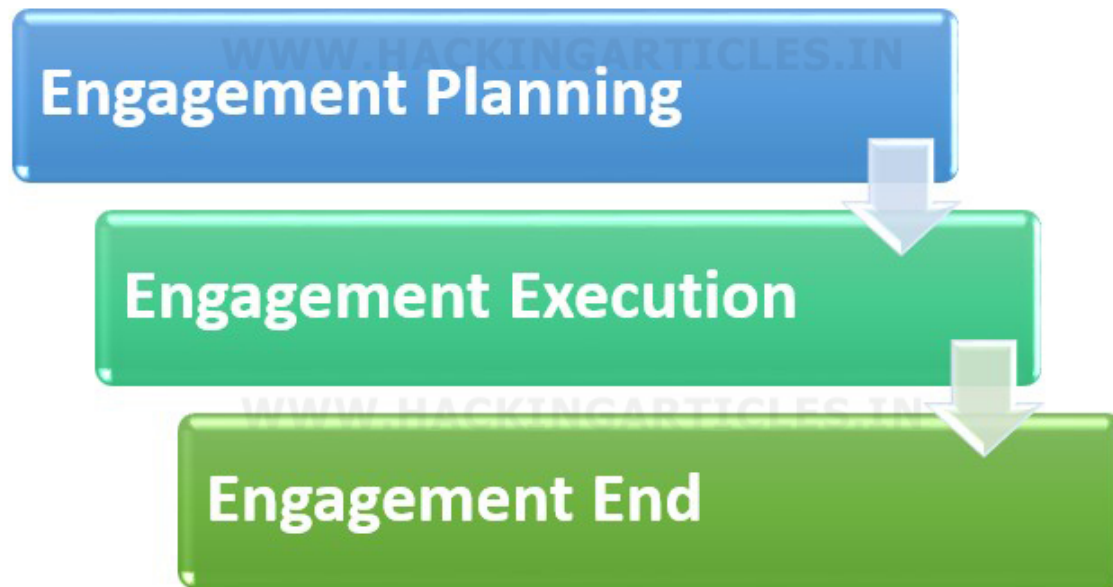 WWW.HACKINGARTICLES.IN
Engagement Planning
Engagement Execution
WWW.HACKINGARTICLES.IN
Engagement End